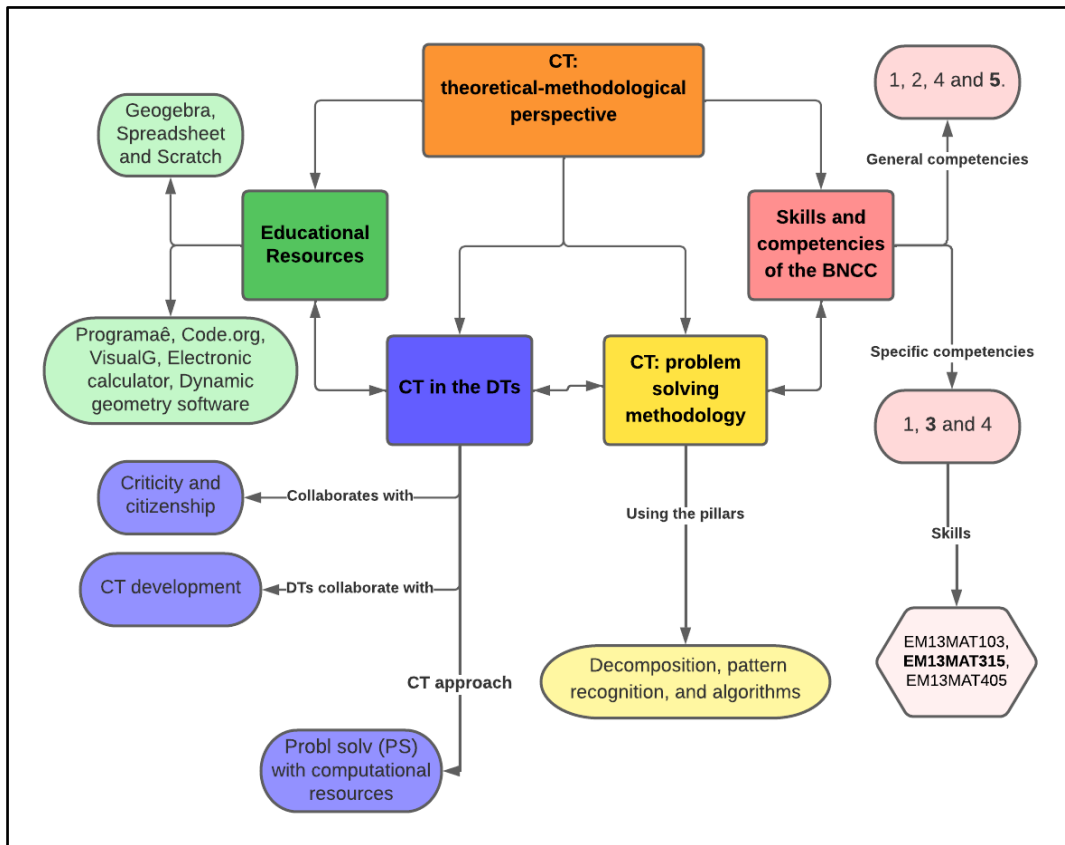 CT:
theoretical-methodological
perspective
1, 2, 4 and 5.
Geogebra,
Spreadsheet
and Scratch
General competencies
Educational
Resources
Skills and
competencies
of the BNCC
Programaê, Code.org,
VisualG, Electronic
calculator, Dynamic
geometry software
CT in the DTs
CT: problem
solving
methodology
Specific competencies
1, 3 and 4
Criticity and
citizenship
Collaborates with
Using the pillars
Skills
CT development
DTs collaborate with
EM13MAT103,
EM13MAT315,
EM13MAT405
Decomposition, pattern
recognition, and algorithms
CT approach
Probl solv (PS)
with computational
resources